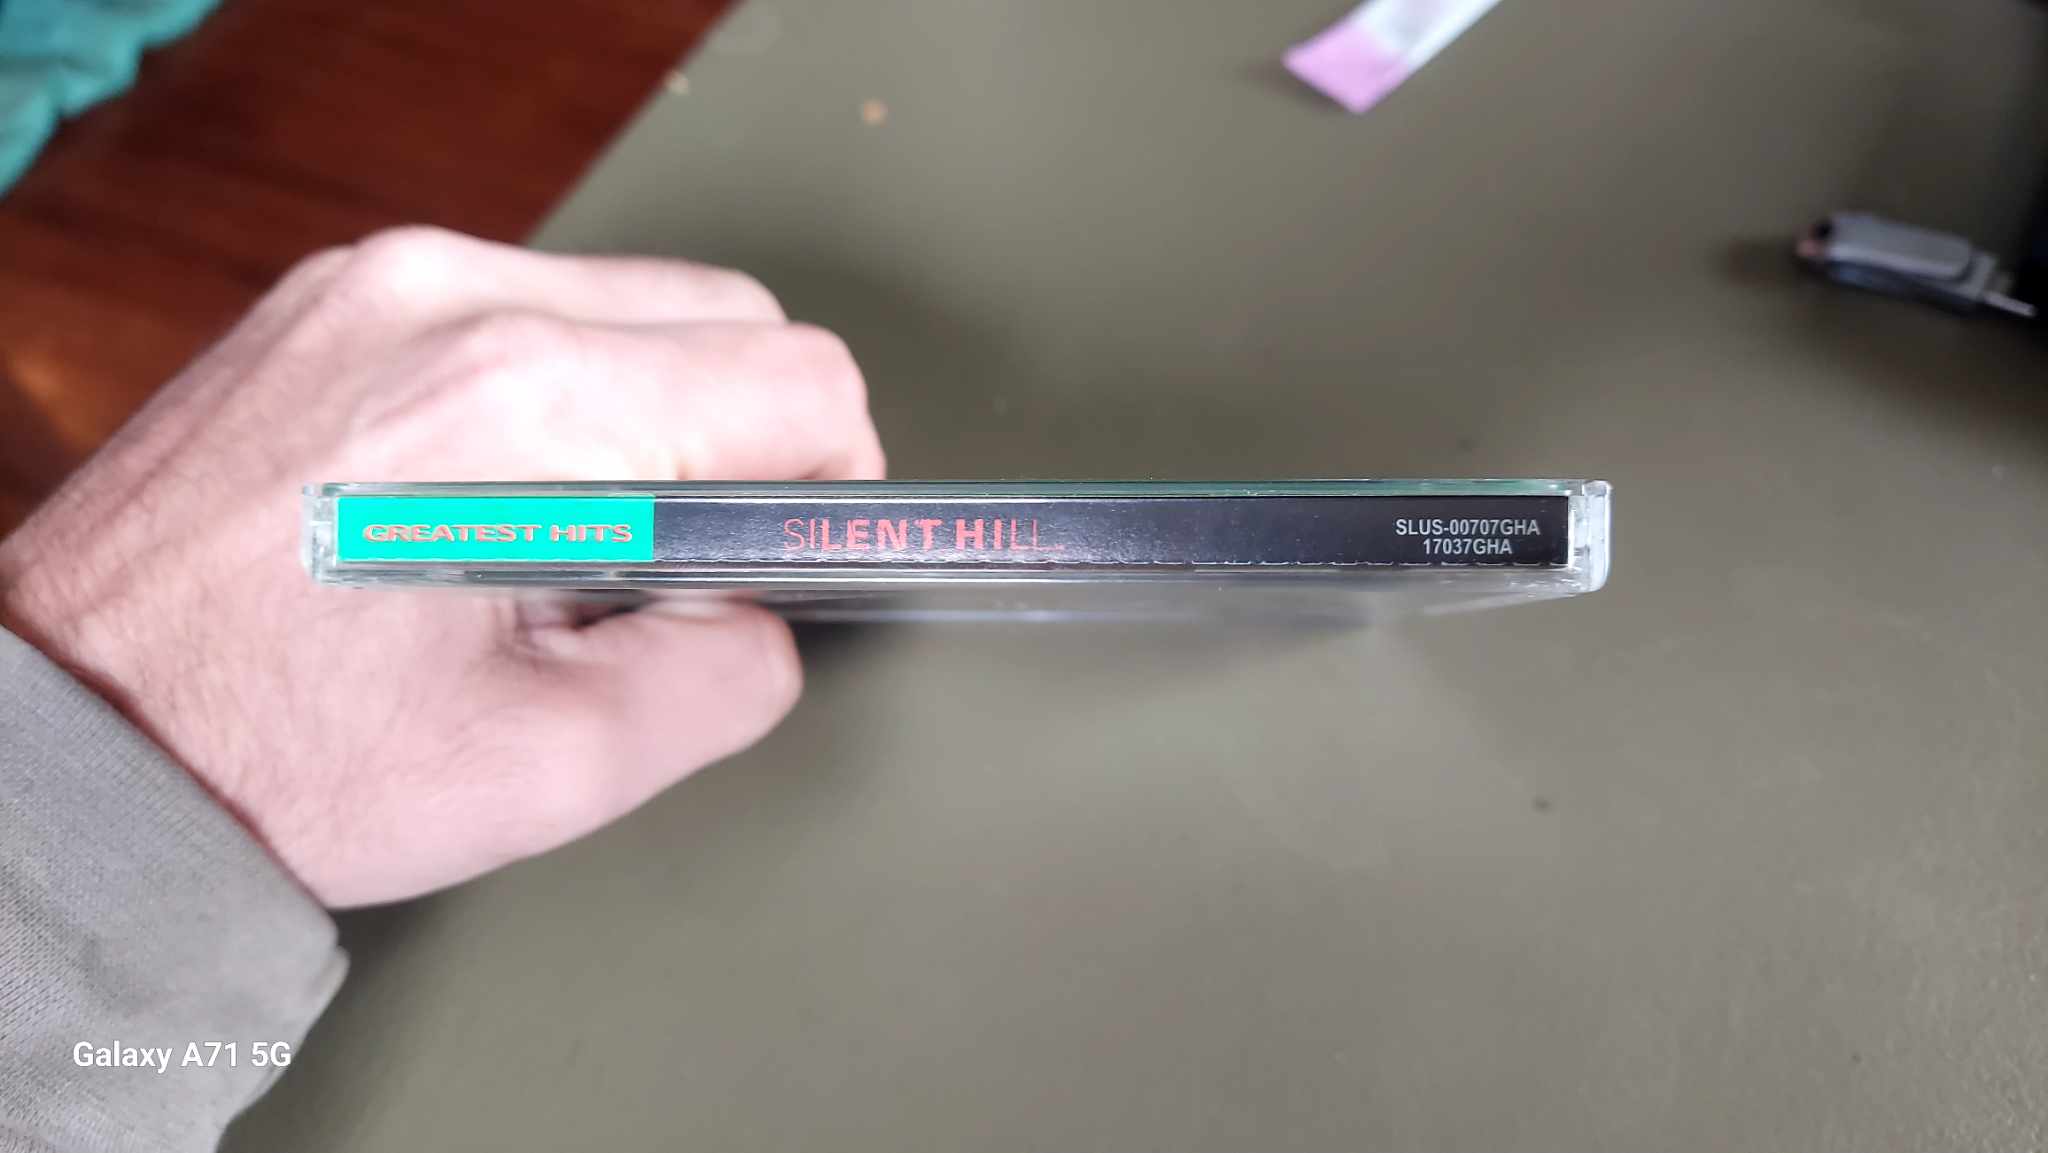 GREATEST HITS
SILENT HILL
SLUS-00707GHA
17037GHA
Galaxy A71 5G